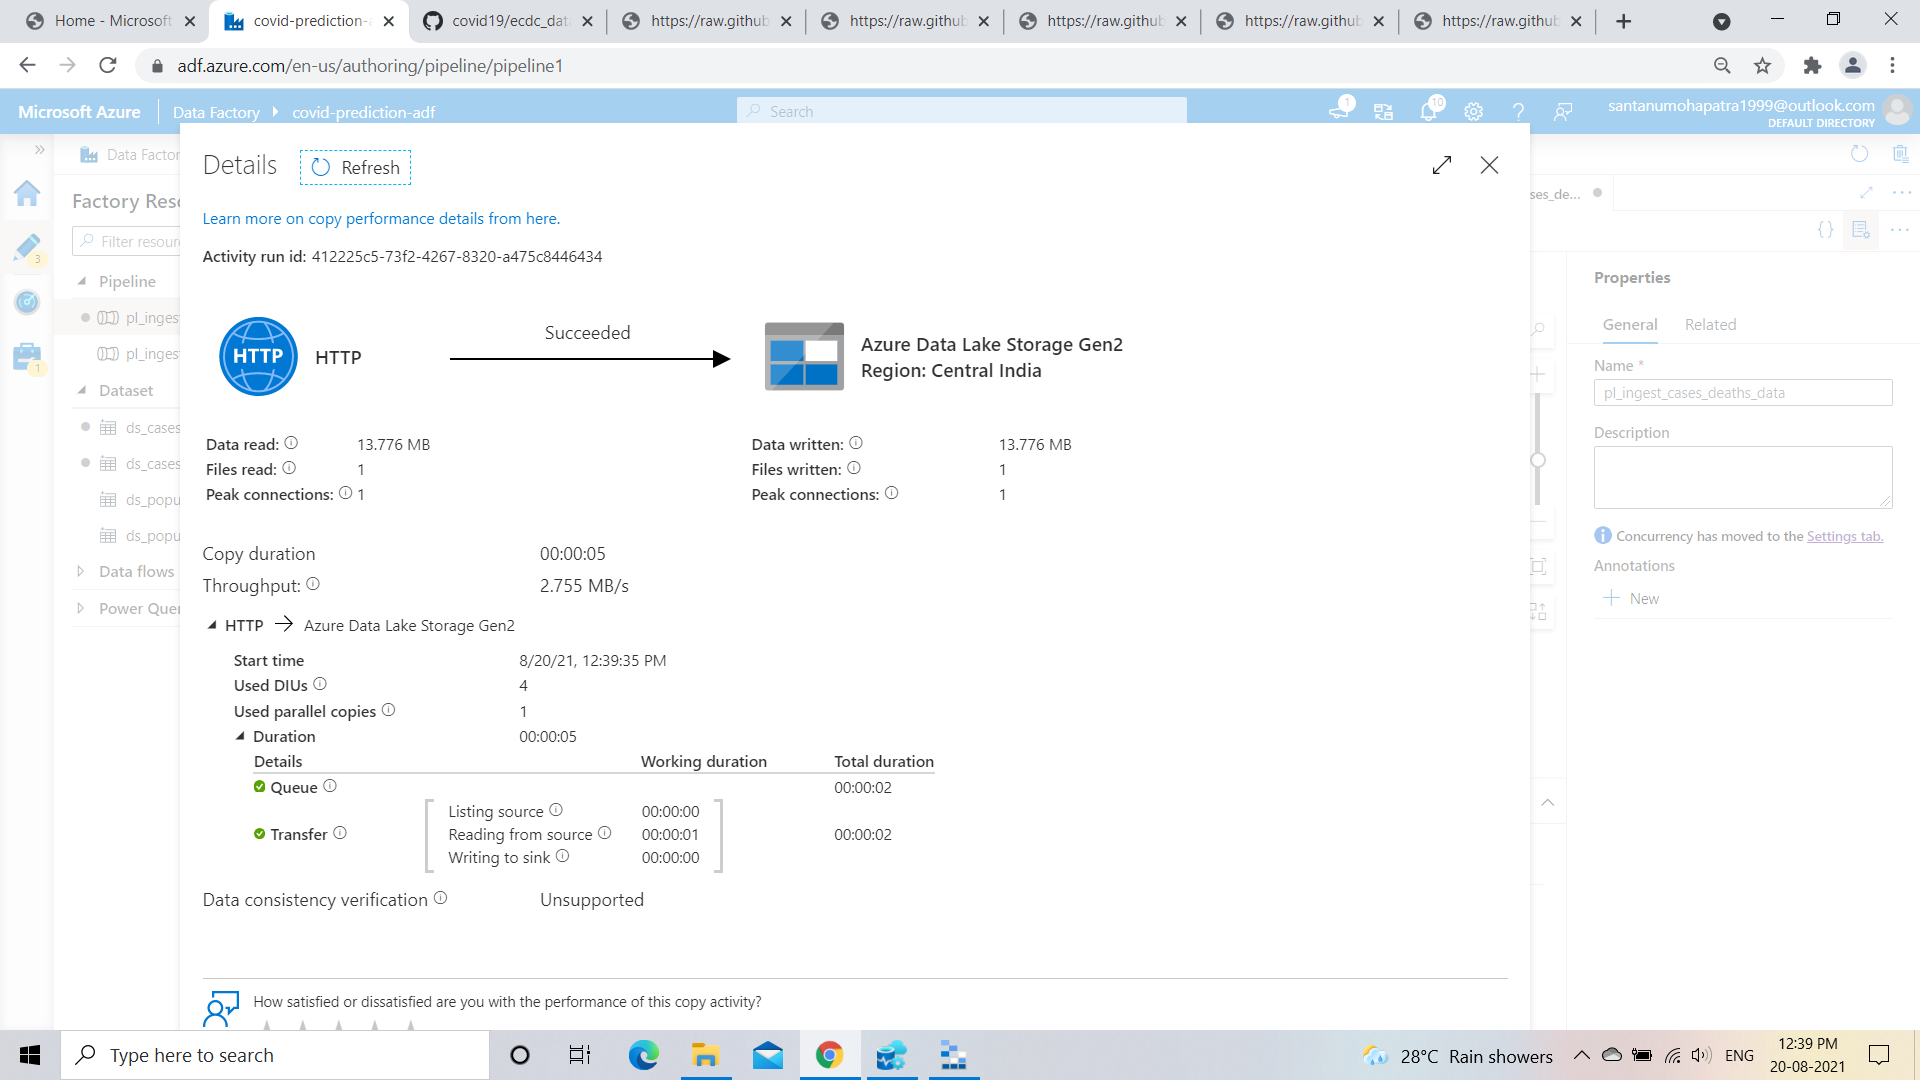 Home - Microsoft
covid-prediction-
covid19/ecdc_dat
https://raw.githu
https://raw.githu
https://raw.githu
https://raw.githu
https://raw.githu
adf.azure.com/en-us/authoring/pipeline/pipeline1
Microsoft Azure
Data Factory
covid-prediction-adf
Search
1
10
santanumohapatra1999@outlook.com
DEFAULT DIRECTORY
Data Factor
Factory Res
Filter resour
Pipeline
pl_inges
pl_inges
Dataset
ds_cases
ds_cases
ds_popu
ds_popu
Data flows
Power Que
3
1
Details
Refresh
Learn more on copy performance details from here.
Activity run id: 412225c5-73f2-4267-8320-a475c8446434
HTTP
HTTP
Succeeded
Azure Data Lake Storage Gen2
Region: Central India
Data read: 13.776 MB
Files read: 1
Peak connections: 1
Data written: 13.776 MB
Files written: 1
Peak connections: 1
Copy duration 00:00:05
Throughput: 2.755 MB/s
HTTP → Azure Data Lake Storage Gen2
Start time 8/20/21, 12:39:35 PM
Used DIUs 4
Used parallel copies 1
Duration 00:00:05
Details Working duration Total duration
Queue 00:00:02
Listing source 00:00:00
Transfer Reading from source 00:00:01 00:00:02
Writing to sink 00:00:00
Data consistency verification Unsupported
How satisfied or dissatisfied are you with the performance of this copy activity?
ses_de...
{}
Properties
General Related
Name *
pl_ingest_cases_deaths_data
Description
Concurrency has moved to the Settings tab.
Annotations
New
Type here to search
28°C Rain showers
ENG
12:39 PM
20-08-2021